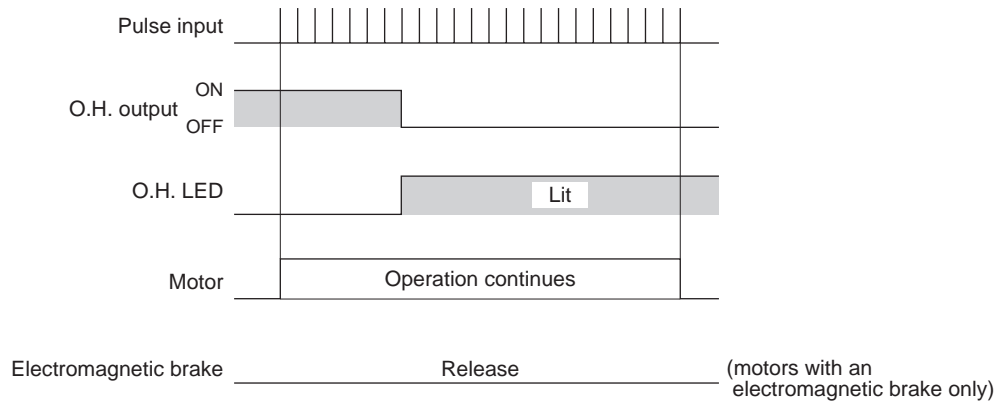 Pulse input
ON
O.H. output
OFF
O.H. LED
Lit
Motor
Operation continues
Electromagnetic brake
Release
(motors with an
electromagnetic brake only)